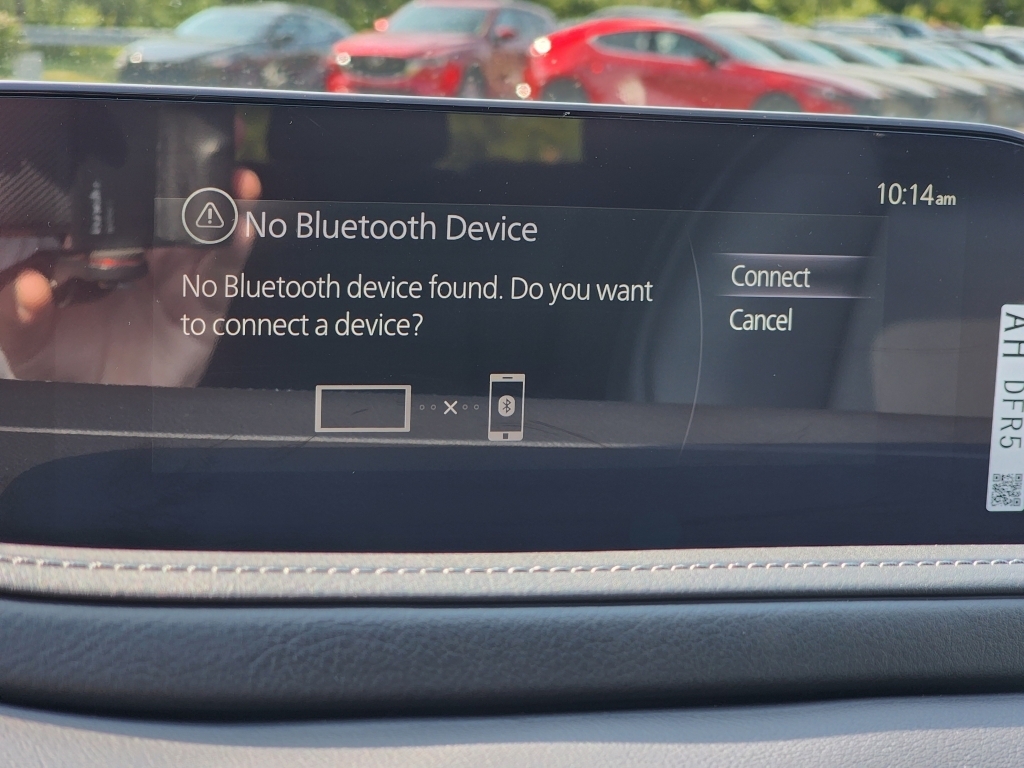 10:14am
No Bluetooth Device
No Bluetooth device found. Do you want
to connect a device?
Connect
Cancel
AH DFR5